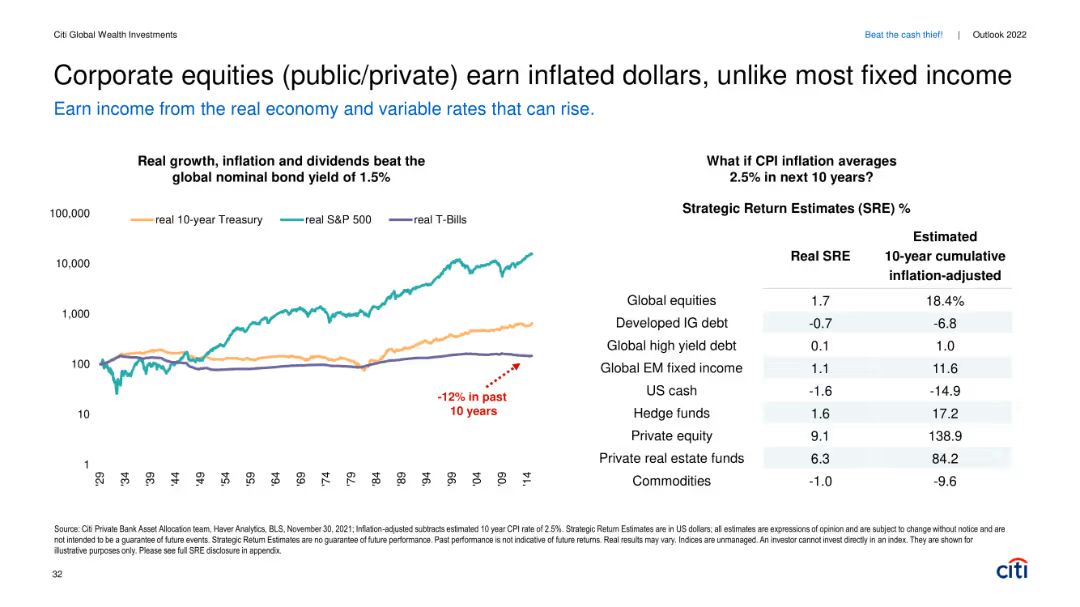 Citi Global Wealth Investments
Beat the cash thief! | Outlook 2022
Corporate equities (public/private) earn inflated dollars, unlike most fixed income
Earn income from the real economy and variable rates that can rise.
Real growth, inflation and dividends beat the
global nominal bond yield of 1.5%
100,000
10,000
1,000
100
10
1
real 10-year Treasury real S&P 500 real T-Bills
-12% in past
10 years
'29 '34 '39 '44 '49 '54 '59 '64 '69 '74 '79 '84 '89 '94 '99 '04 '09 '14
What if CPI inflation averages
2.5% in next 10 years?
Strategic Return Estimates (SRE) %
Real SRE
Estimated
10-year cumulative
inflation-adjusted
Global equities 1.7 18.4%
Developed IG debt -0.7 -6.8
Global high yield debt 0.1 1.0
Global EM fixed income 1.1 11.6
US cash -1.6 -14.9
Hedge funds 1.6 17.2
Private equity 9.1 138.9
Private real estate funds 6.3 84.2
Commodities -1.0 -9.6
Source: Citi Private Bank Asset Allocation team, Haver Analytics, BLS, November 30, 2021; Inflation-adjusted subtracts estimated 10 year CPI rate of 2.5%. Strategic Return Estimates are in US dollars; all estimates are expressions of opinion and are subject to change without notice and are
not intended to be a guarantee of future events. Strategic Return Estimates are no guarantee of future performance. Past performance is not indicative of future returns. Real results may vary. Indices are unmanaged. An investor cannot invest directly in an index. They are shown for
illustrative purposes only. Please see full SRE disclosure in appendix.
32
citi